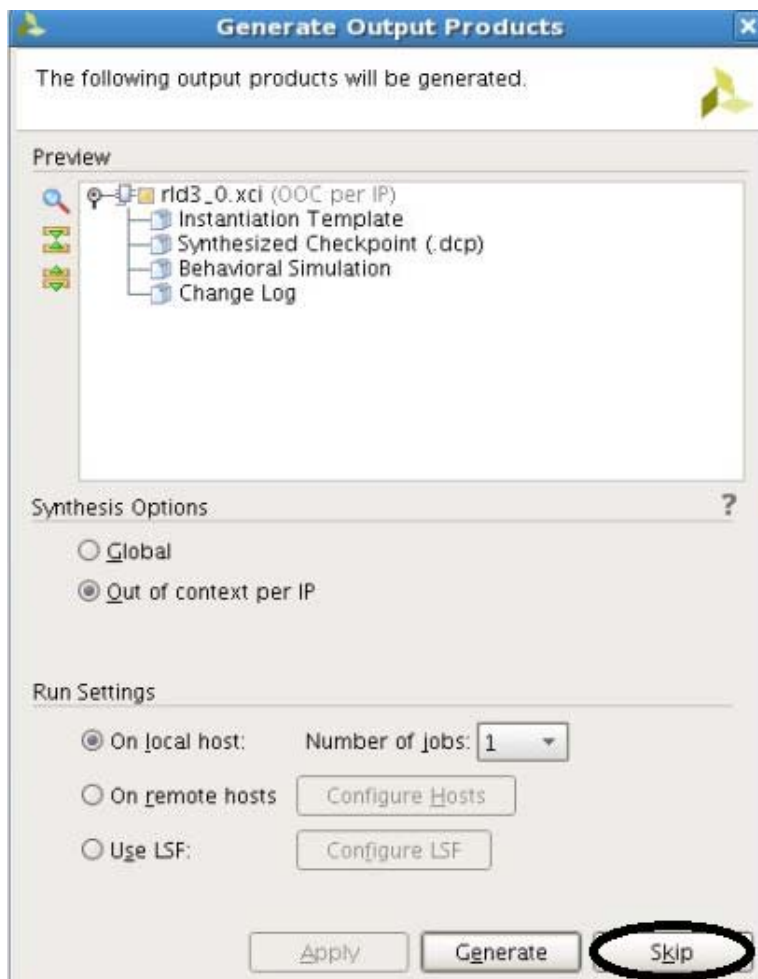 Generate Output Products
The following output products will be generated.
Preview
rld3_0.xci (OOC per IP)
Instantiation Template
Synthesized Checkpoint (.dcp)
Behavioral Simulation
Change Log
Synthesis Options
?
Global
Out of context per IP
Run Settings
On local host: Number of jobs: 1
On remote hosts Configure Hosts
Use LSF: Configure LSF
Apply Generate Skip